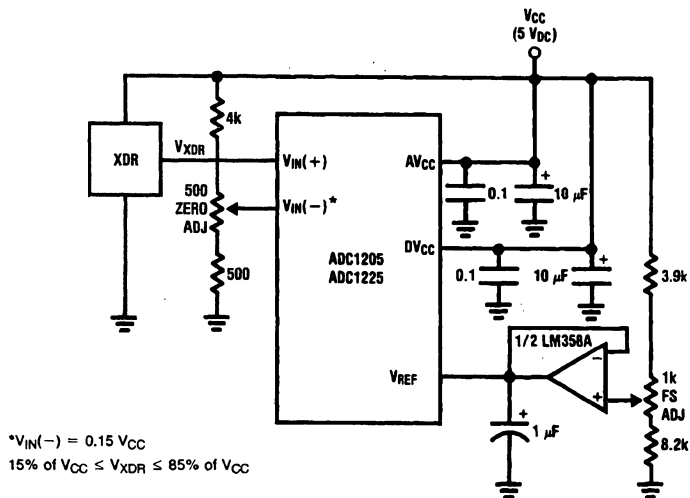 VCC
(5 VDC)
4k
XDR
VXDR
VIN(+)
AVCC
+
0.1
10 µF
500
ZERO
ADJ
VIN(−)*
DVCC
+
ADC1205
ADC1225
500
0.1
10 µF
3.9k
1/2 LM358A
−
VREF
+
1k
FS
ADJ
+
1 µF
8.2k
*VIN(−) = 0.15 VCC
15% of VCC ≤ VXDR ≤ 85% of VCC